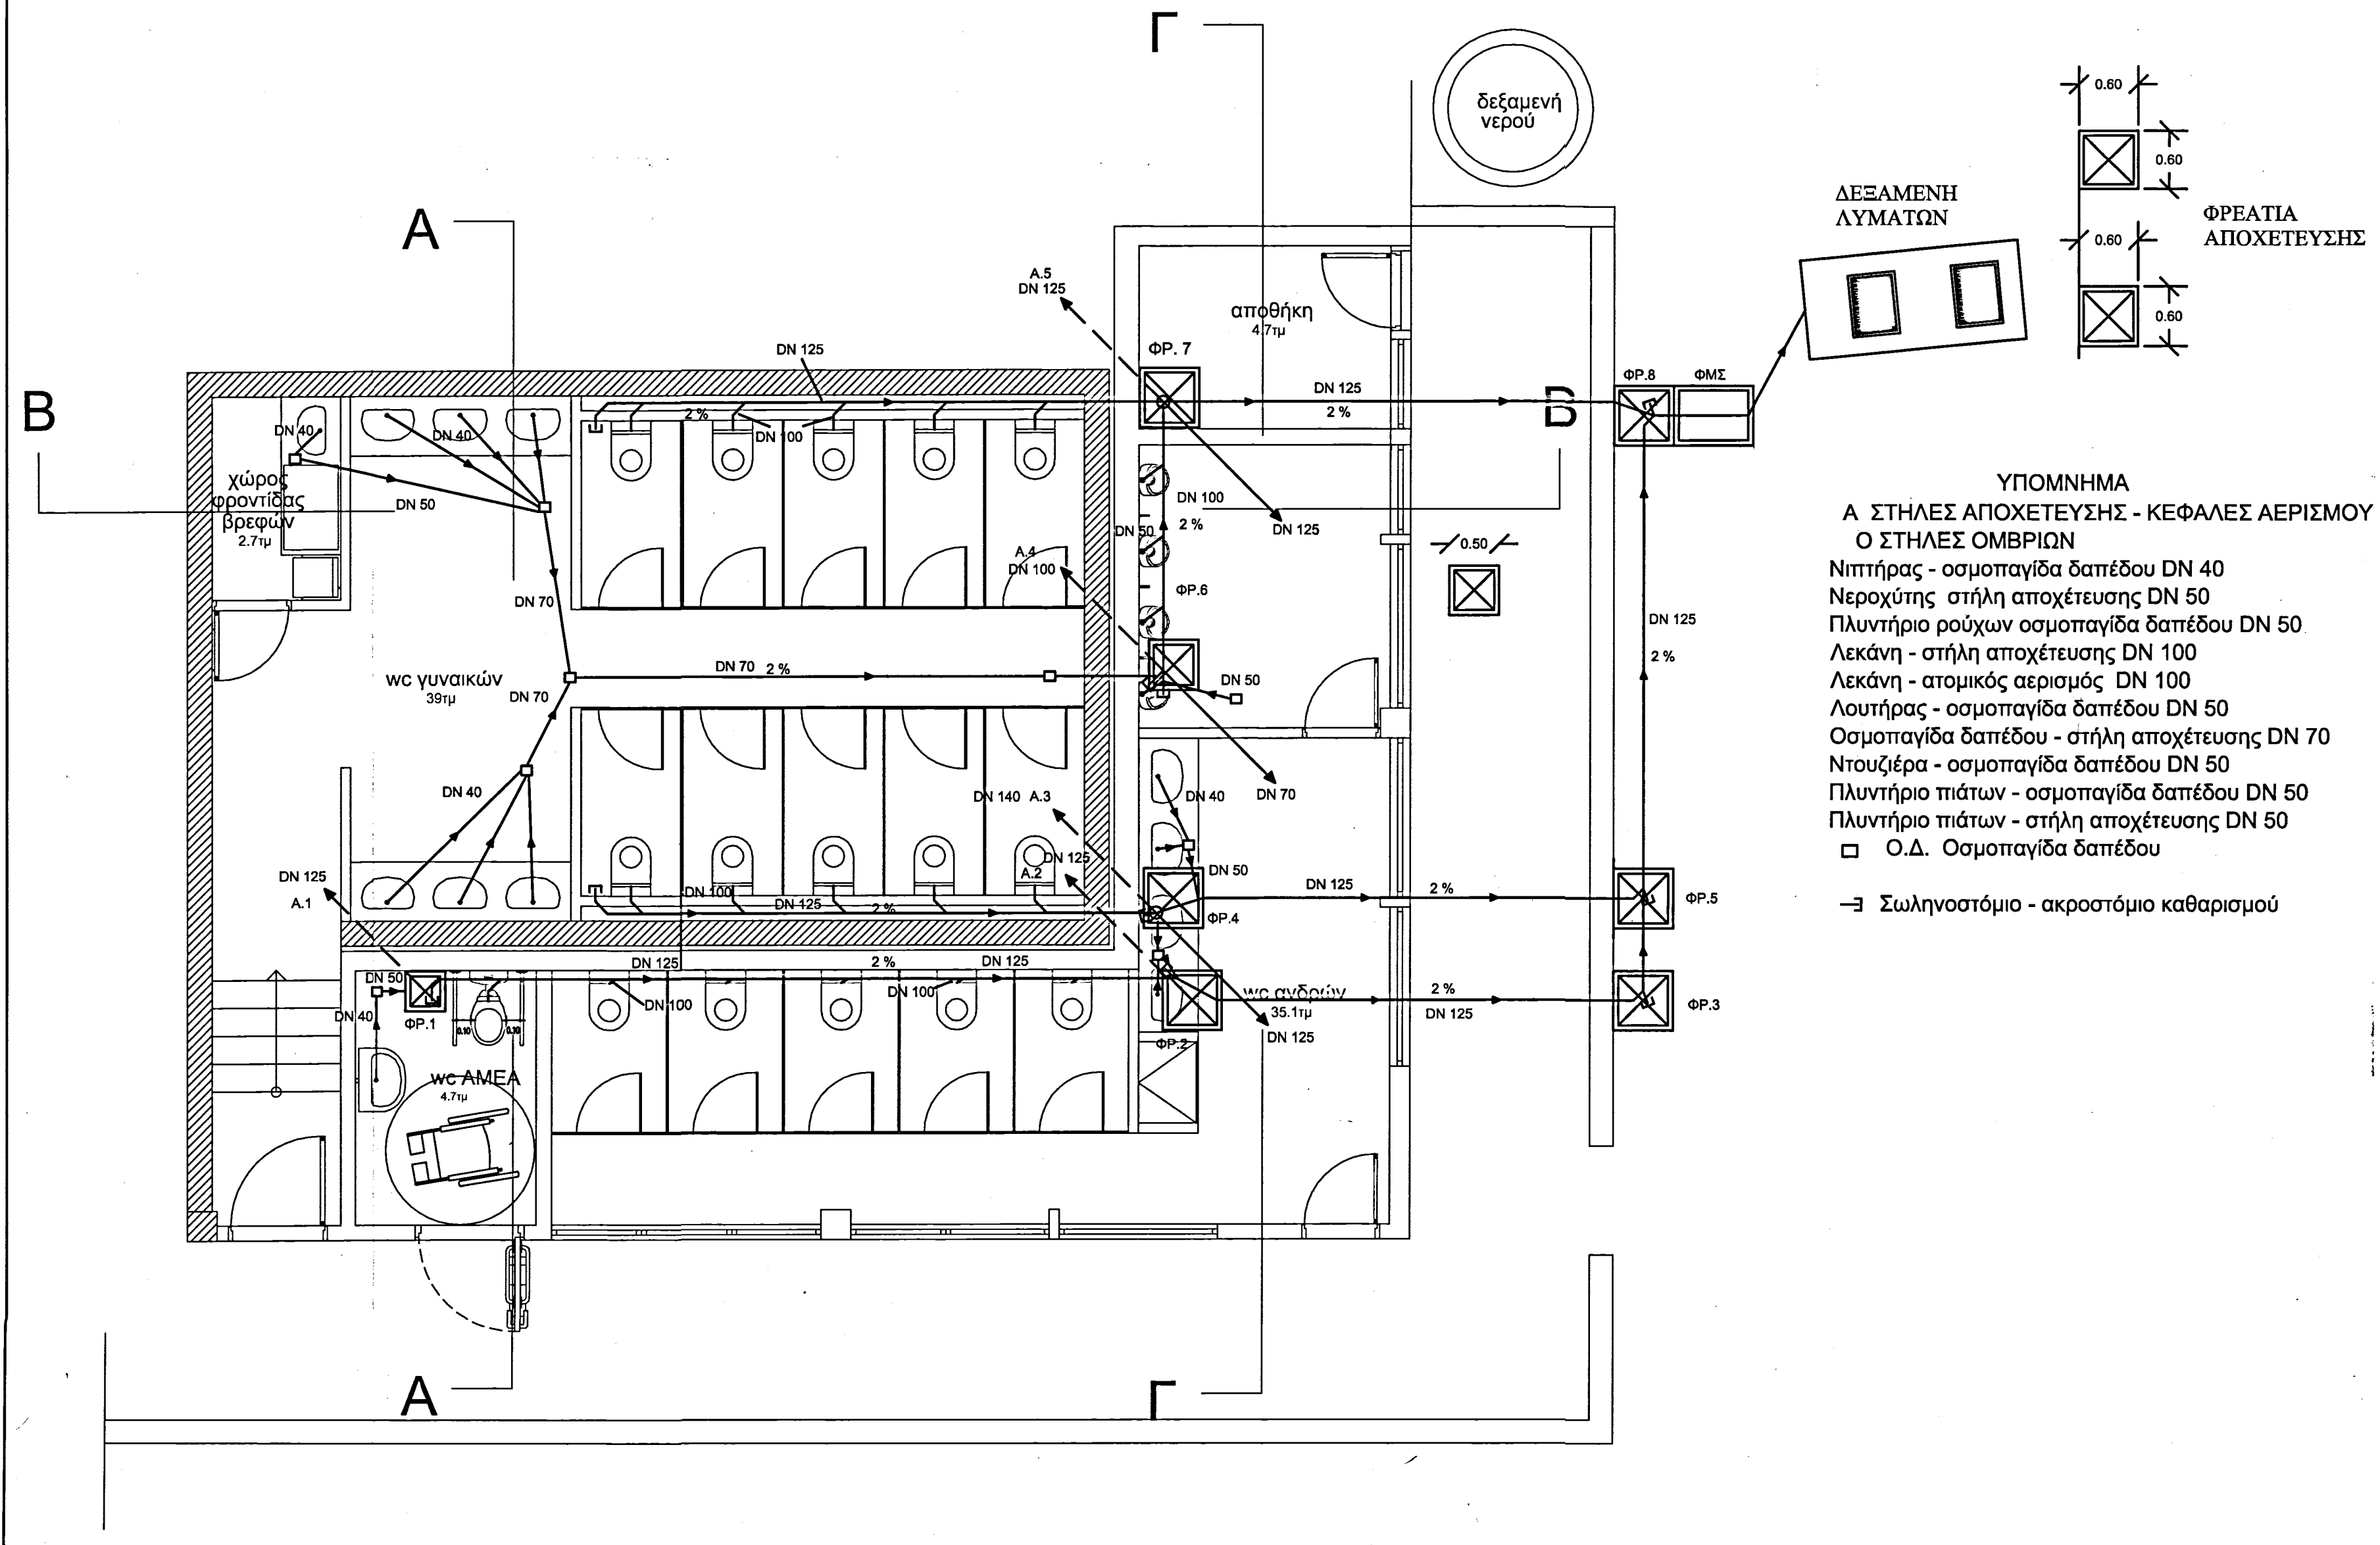 Γ
δεξαμενή
νερού
0.60
0.60
ΔΕΞΑΜΕΝΗ
ΛΥΜΑΤΩΝ
ΦΡΕΑΤΙΑ
ΑΠΟΧΕΤΕΥΣΗΣ
0.60
0.60
Α
Α.5
DN 125
αποθήκη
4.7τμ
DN 125
ΦΡ. 7
DN 125
2 %
ΦΡ.8
ΦΜΣ
Β
Β
2 %
DN 40
DN 40
DN 100
χώρος
φροντίδας
βρεφών
2.7τμ
DN 50
DN 100
2 %
DN 50
DN 125
0.50
Α.4
DN 100
ΦΡ.6
DN 70
DN 125
2 %
DN 70
2 %
wc γυναικών
39τμ
DN 70
DN 50
DN 40
DN 140
Α.3
DN 40
DN 70
DN 125
Α.2
DN 50
DN 125
Α.1
DN 100
DN 125
2 %
DN 125
2 %
ΦΡ.4
ΦΡ.5
DN 50
DN 125
2 %
DN 125
DN 40
ΦΡ.1
0.10
0.10
DN 100
DN 100
wc ανδρών
35.1τμ
2 %
DN 125
ΦΡ.3
DN 125
ΦΡ.2
wc ΑΜΕΑ
4.7τμ
Α
Γ
ΥΠΟΜΝΗΜΑ
Α ΣΤΗΛΕΣ ΑΠΟΧΕΤΕΥΣΗΣ - ΚΕΦΑΛΕΣ ΑΕΡΙΣΜΟΥ
Ο ΣΤΗΛΕΣ ΟΜΒΡΙΩΝ
Νιπτήρας - οσμοπαγίδα δαπέδου DN 40
Νεροχύτης στήλη αποχέτευσης DN 50
Πλυντήριο ρούχων οσμοπαγίδα δαπέδου DN 50
Λεκάνη - στήλη αποχέτευσης DN 100
Λεκάνη - ατομικός αερισμός DN 100
Λουτήρας - οσμοπαγίδα δαπέδου DN 50
Οσμοπαγίδα δαπέδου - στήλη αποχέτευσης DN 70
Ντουζιέρα - οσμοπαγίδα δαπέδου DN 50
Πλυντήριο πιάτων - οσμοπαγίδα δαπέδου DN 50
Πλυντήριο πιάτων - στήλη αποχέτευσης DN 50
Ο.Δ. Οσμοπαγίδα δαπέδου
Σωληνοστόμιο - ακροστόμιο καθαρισμού